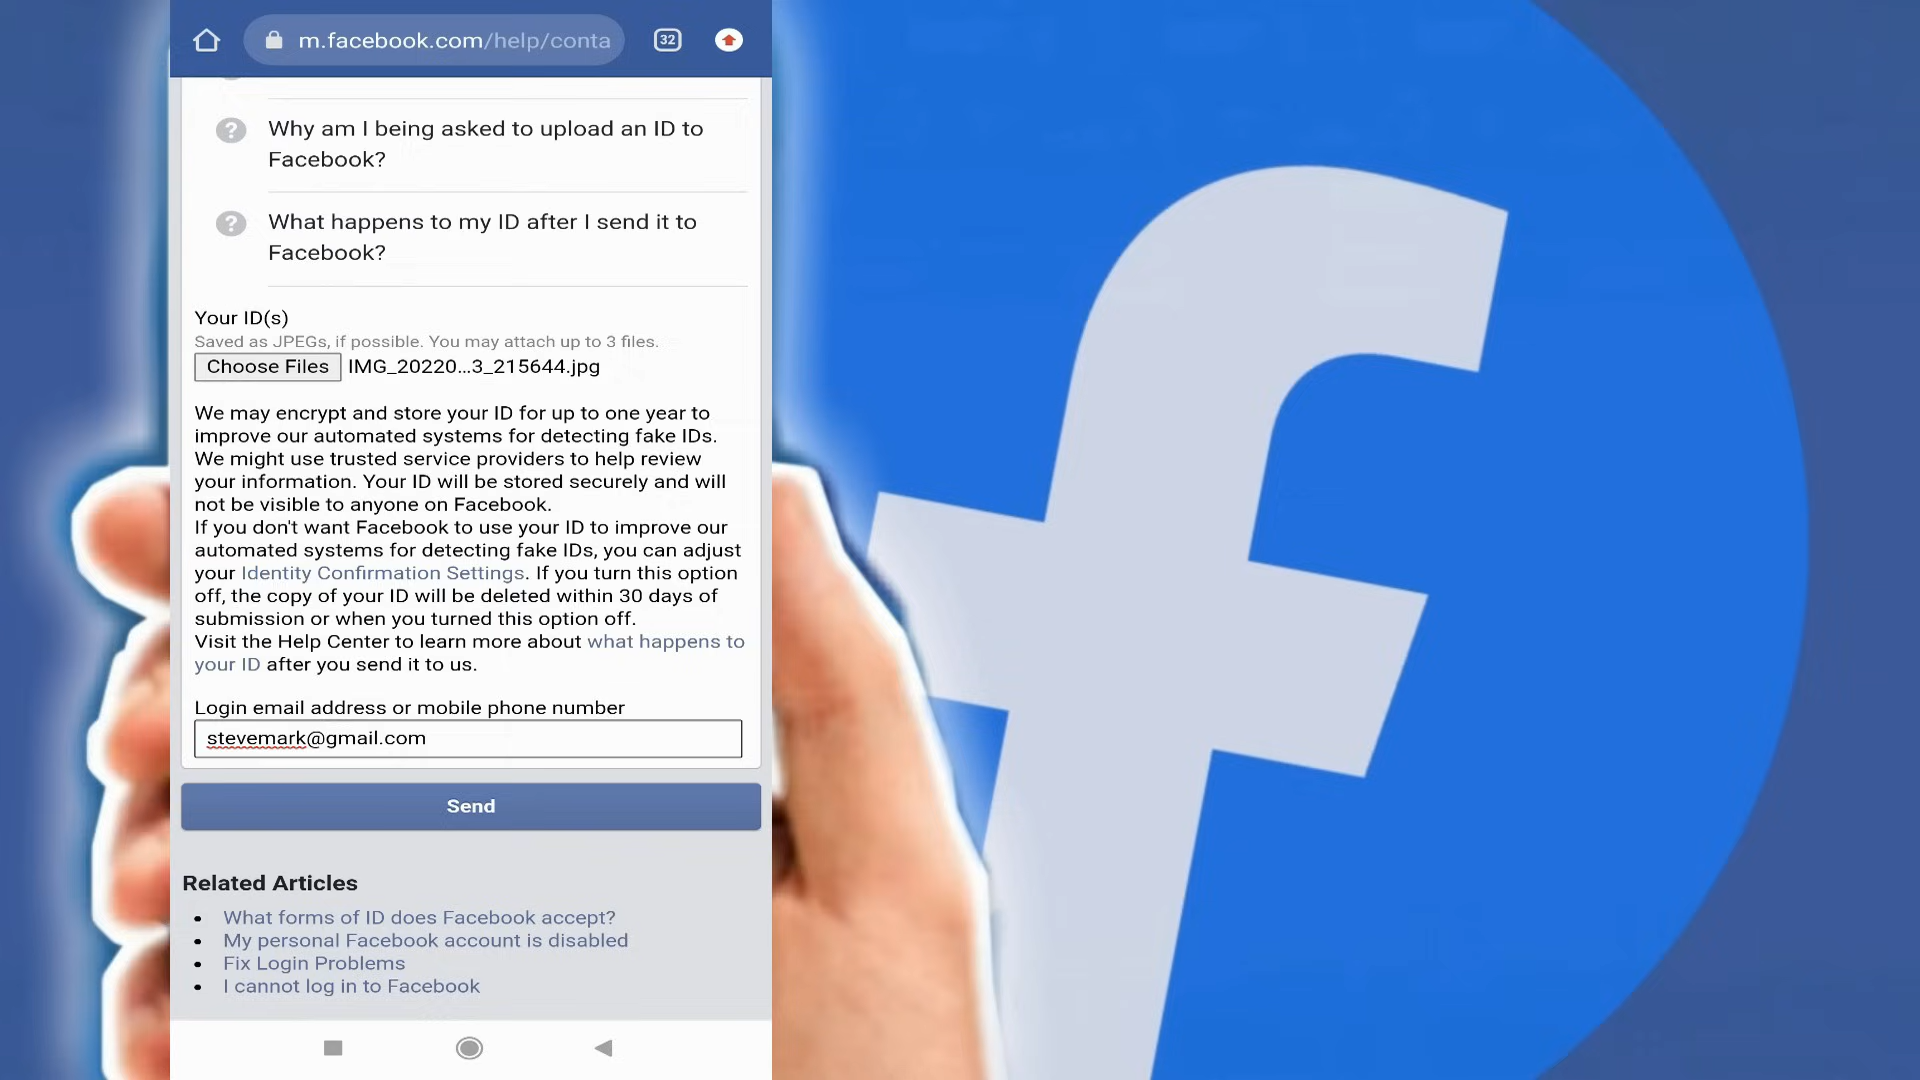 m.facebook.com/help/conta
32
Why am I being asked to upload an ID to
Facebook?
What happens to my ID after I send it to
Facebook?
Your ID(s)
Saved as JPEGs, if possible. You may attach up to 3 files.
Choose Files IMG_20220...3_215644.jpg
We may encrypt and store your ID for up to one year to
improve our automated systems for detecting fake IDs.
We might use trusted service providers to help review
your information. Your ID will be stored securely and will
not be visible to anyone on Facebook.
If you don't want Facebook to use your ID to improve our
automated systems for detecting fake IDs, you can adjust
your Identity Confirmation Settings. If you turn this option
off, the copy of your ID will be deleted within 30 days of
submission or when you turned this option off.
Visit the Help Center to learn more about what happens to
your ID after you send it to us.
Login email address or mobile phone number
stevemark@gmail.com
Send
Related Articles
• What forms of ID does Facebook accept?
• My personal Facebook account is disabled
• Fix Login Problems
• I cannot log in to Facebook